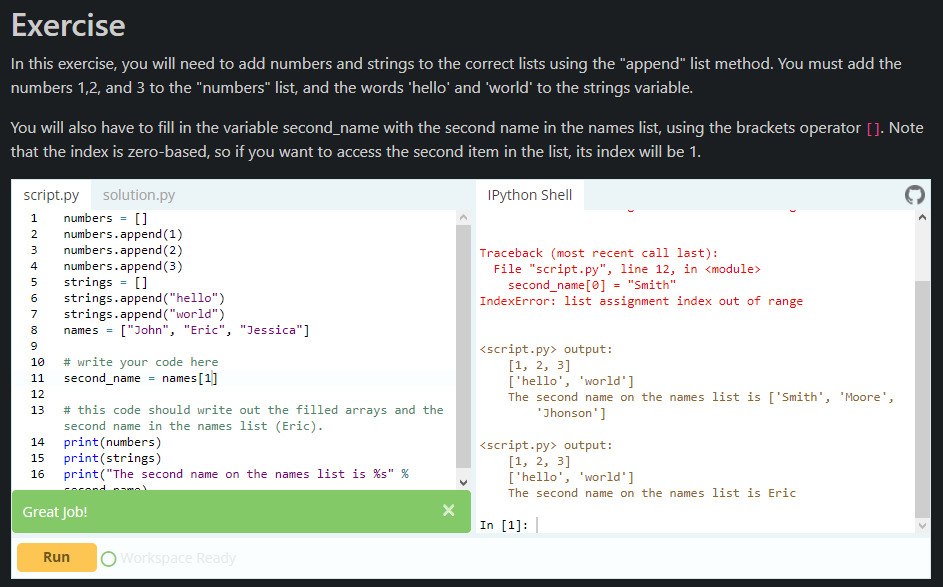 Exercise
In this exercise, you will need to add numbers and strings to the correct lists using the "append" list method. You must add the
numbers 1,2, and 3 to the "numbers" list, and the words 'hello' and 'world' to the strings variable.
You will also have to fill in the variable second_name with the second name in the names list, using the brackets operator []. Note
that the index is zero-based, so if you want to access the second item in the list, its index will be 1.
script.py solution.py
1 numbers = []
2 numbers.append(1)
3 numbers.append(2)
4 numbers.append(3)
5 strings = []
6 strings.append("hello")
7 strings.append("world")
8 names = ["John", "Eric", "Jessica"]
9
10 # write your code here
11 second_name = names[1]
12
13 # this code should write out the filled arrays and the
second name in the names list (Eric).
14 print(numbers)
15 print(strings)
16 print("The second name on the names list is %s" %
second_name)
Great Job!
Run
Workspace Ready
IPython Shell
Traceback (most recent call last):
File "script.py", line 12, in <module>
second_name[0] = "Smith"
IndexError: list assignment index out of range
<script.py> output:
[1, 2, 3]
['hello', 'world']
The second name on the names list is ['Smith', 'Moore',
'Jhonson']
<script.py> output:
[1, 2, 3]
['hello', 'world']
The second name on the names list is Eric
In [1]: